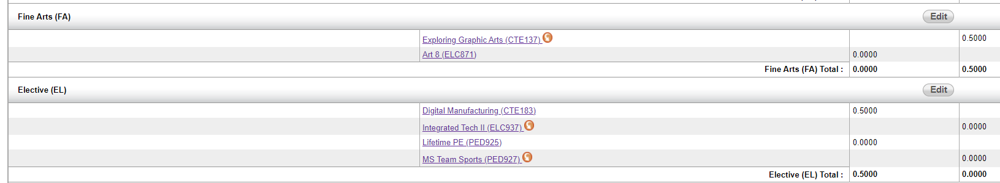 Fine Arts (FA) Edit
Exploring Graphic Arts (CTE137) 0.5000
Art 8 (ELC871) 0.0000
Fine Arts (FA) Total : 0.0000 0.5000
Elective (EL) Edit
Digital Manufacturing (CTE183) 0.5000
Integrated Tech II (ELC937) 0.0000
Lifetime PE (PED925) 0.0000
MS Team Sports (PED927) 0.0000
Elective (EL) Total : 0.5000 0.0000